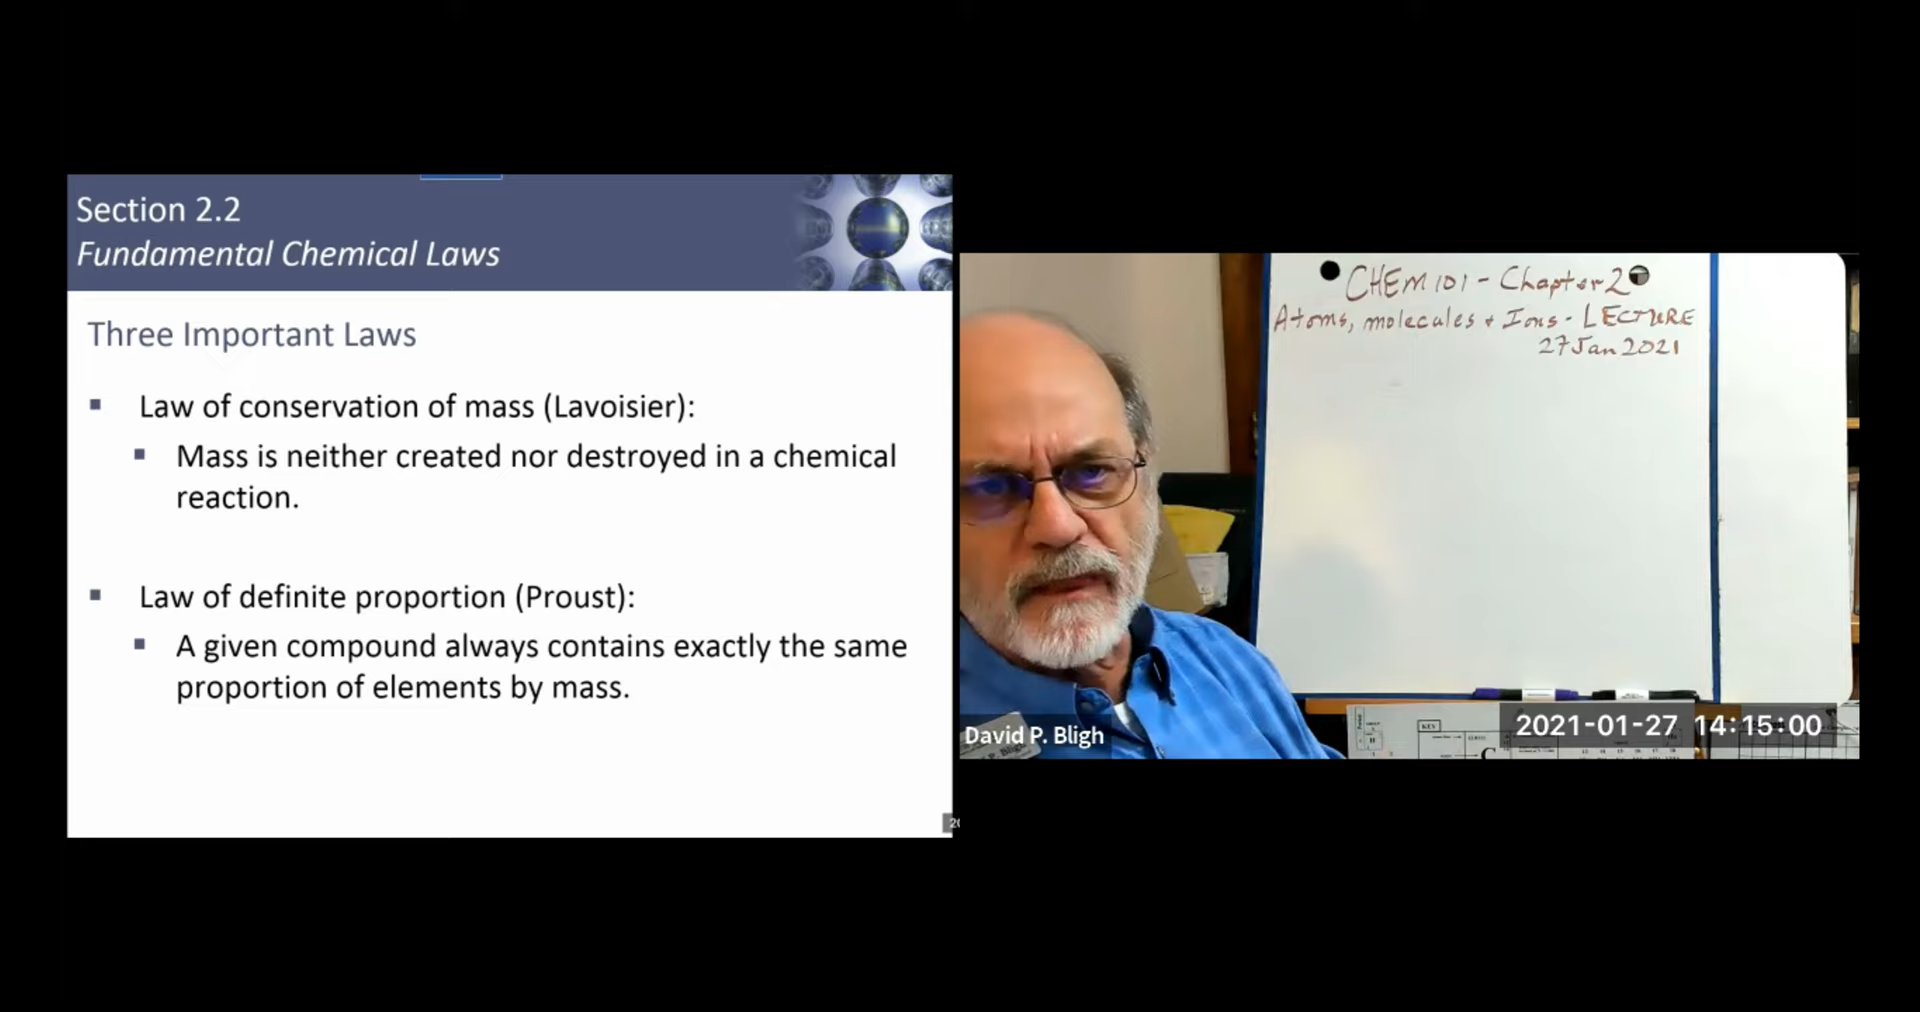 Section 2.2
Fundamental Chemical Laws
Three Important Laws
▪ Law of conservation of mass (Lavoisier):
▪ Mass is neither created nor destroyed in a chemical
reaction.
▪ Law of definite proportion (Proust):
▪ A given compound always contains exactly the same
proportion of elements by mass.
CHEM 101 - Chapter 2
Atoms, molecules + Ions - LECTURE
27 Jan 2021
David P. Bligh
KEY
2021-01-27 14:15:00